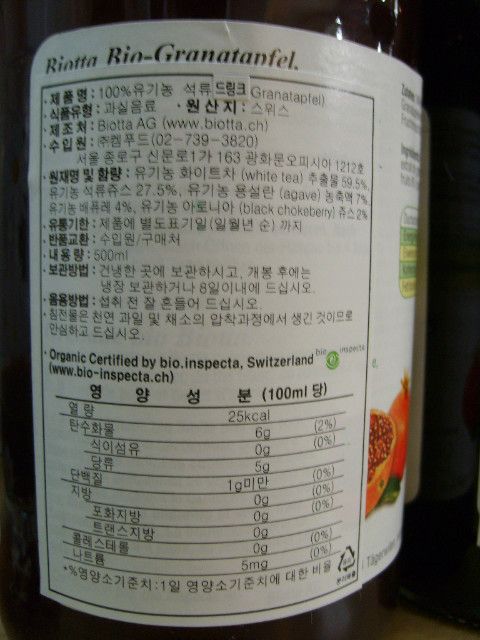 Biotta Bio-Granatapfel.
·제 품 명 : 100%유기농 석류드링크 Granatapfel)
·식품유형 : 과실음료 ·원 산 지 : 스위스
·제 조 처 : Biotta AG (www.biotta.ch)
·수 입 원 : ㈜켐푸드(02-739-3820)
서울 종로구 신문로1가 163 광화문오피시아 1212호
·원재명 및 함량 : 유기농 화이트차 (white tea) 추출물 59.5%,
유기농 석류쥬스 27.5%, 유기농 용설란 (agave) 농축액 7%,
유기농 배퓨레 4%, 유기농 아로니아 (black chokeberry) 쥬스 2%
·유통기한 : 제품에 별도표기일 (일월년 순) 까지
·반품교환 : 수입원/구매처
·내 용 량 : 500ml
·보관방법 : 건냉한 곳에 보관하시고, 개봉 후에는
냉장 보관하거나 8일이내에 드십시오.
·음용방법 : 섭취 전 잘 흔들어 드십시오.
·침전물은 천연 과일 및 채소의 압착과정에서 생긴 것이므로
안심하고 드십시오.
·Organic Certified by bio.inspecta, Switzerland bio inspecta
(www.bio-inspecta.ch)
영 양 성 분 (100ml 당)
열 량 25kcal
탄수화물 6g (2%)
식이섬유 0g (0%)
당류 5g
단백질 1g미만 (0%)
지방 0g (0%)
포화지방 0g (0%)
트랜스지방 0g
콜레스테롤 0g (0%)
나트륨 5mg (0%)
*%영양소기준치 : 1일 영양소기준치에 대한 비율